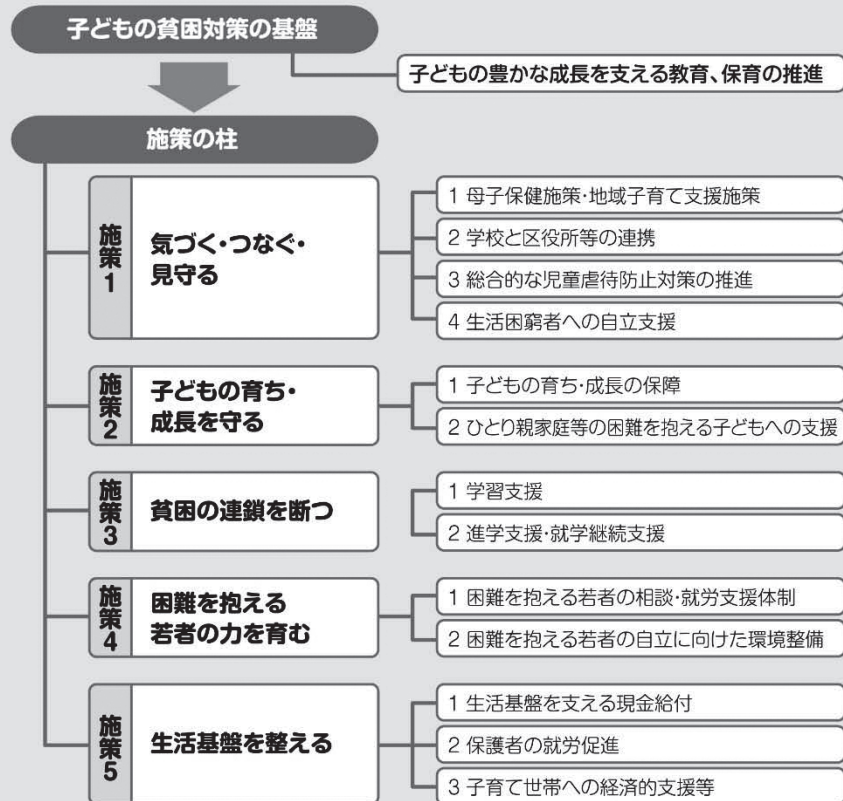 子どもの貧困対策の基盤
子どもの豊かな成長を支える教育、保育の推進
施策の柱
施策1
気づく・つなぐ・
見守る
1 母子保健施策・地域子育て支援施策
2 学校と区役所等の連携
3 総合的な児童虐待防止対策の推進
4 生活困窮者への自立支援
施策2
子どもの育ち・
成長を守る
1 子どもの育ち・成長の保障
2 ひとり親家庭等の困難を抱える子どもへの支援
施策3
貧困の連鎖を断つ
1 学習支援
2 進学支援・就学継続支援
施策4
困難を抱える
若者の力を育む
1 困難を抱える若者の相談・就労支援体制
2 困難を抱える若者の自立に向けた環境整備
施策5
生活基盤を整える
1 生活基盤を支える現金給付
2 保護者の就労促進
3 子育て世帯への経済的支援等